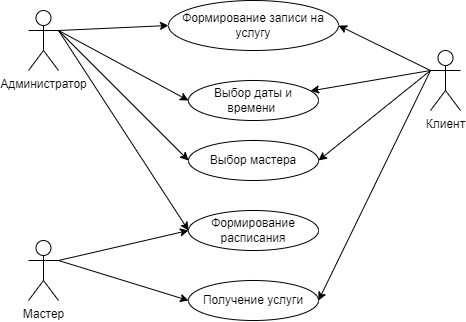 Формирование записи на
услугу
Администратор
Выбор даты и
времени
Клиент
Выбор мастера
Формирование
расписания
Мастер
Получение услуги